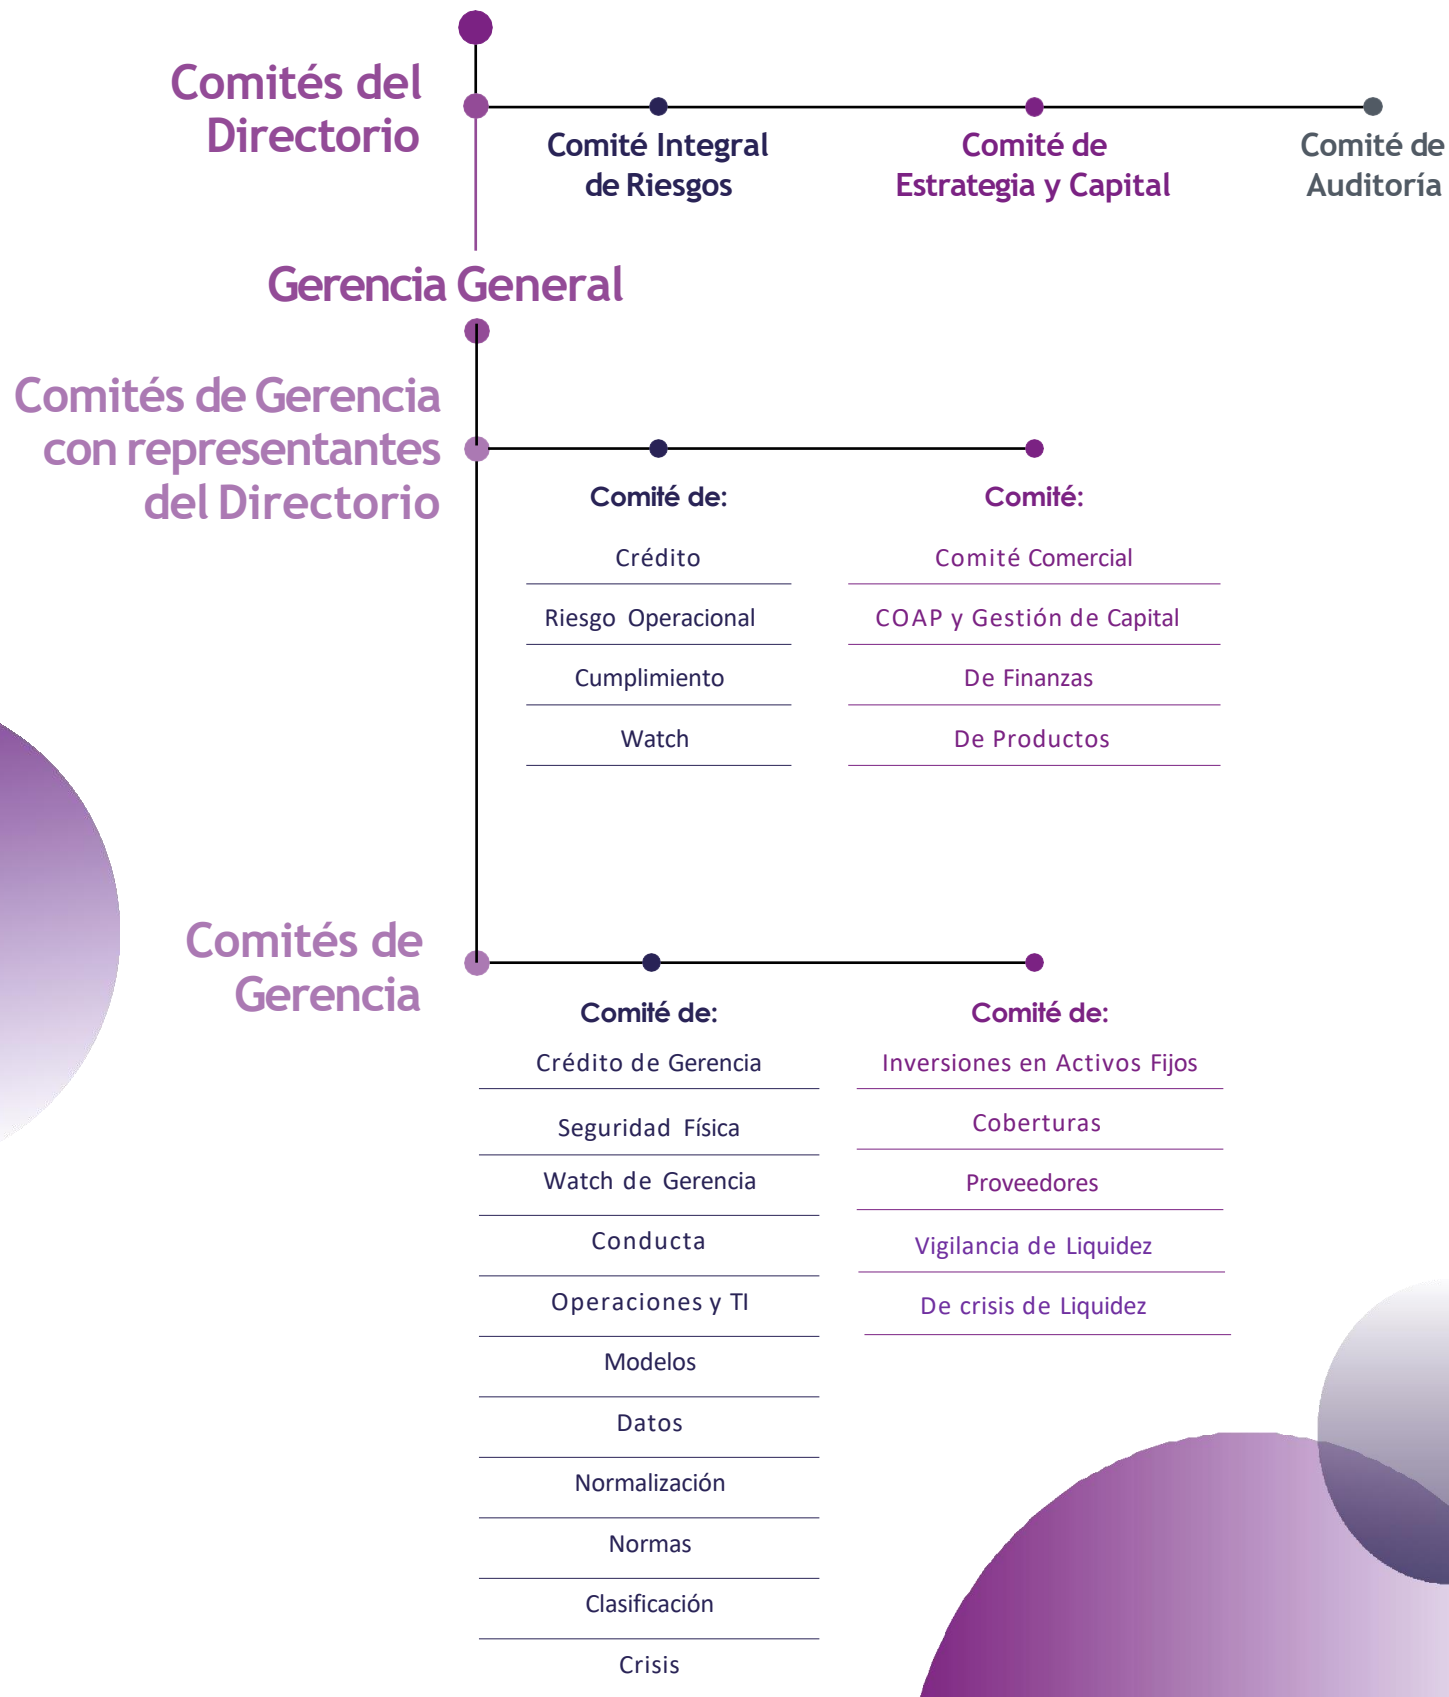 Comités del
Directorio
Comité Integral
de Riesgos
Comité de
Estrategia y Capital
Comité de
Auditoría
Gerencia General
Comités de Gerencia
con representantes
del Directorio
Comité de:
Crédito
Riesgo Operacional
Cumplimiento
Watch
Comité:
Comité Comercial
COAP y Gestión de Capital
De Finanzas
De Productos
Comités de
Gerencia
Comité de:
Crédito de Gerencia
Seguridad Física
Watch de Gerencia
Conducta
Operaciones y TI
Modelos
Datos
Normalización
Normas
Clasificación
Crisis
Comité de:
Inversiones en Activos Fijos
Coberturas
Proveedores
Vigilancia de Liquidez
De crisis de Liquidez